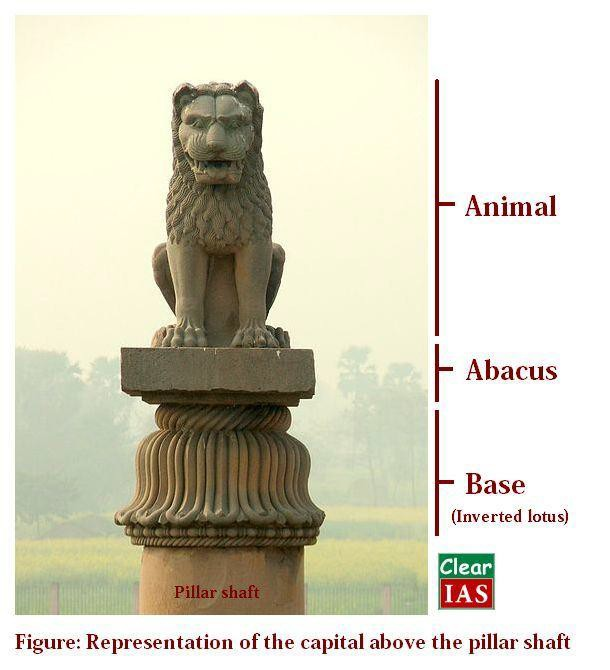 Animal
Abacus
Base
(Inverted lotus)
Pillar shaft
Clear
IAS
Figure: Representation of the capital above the pillar shaft